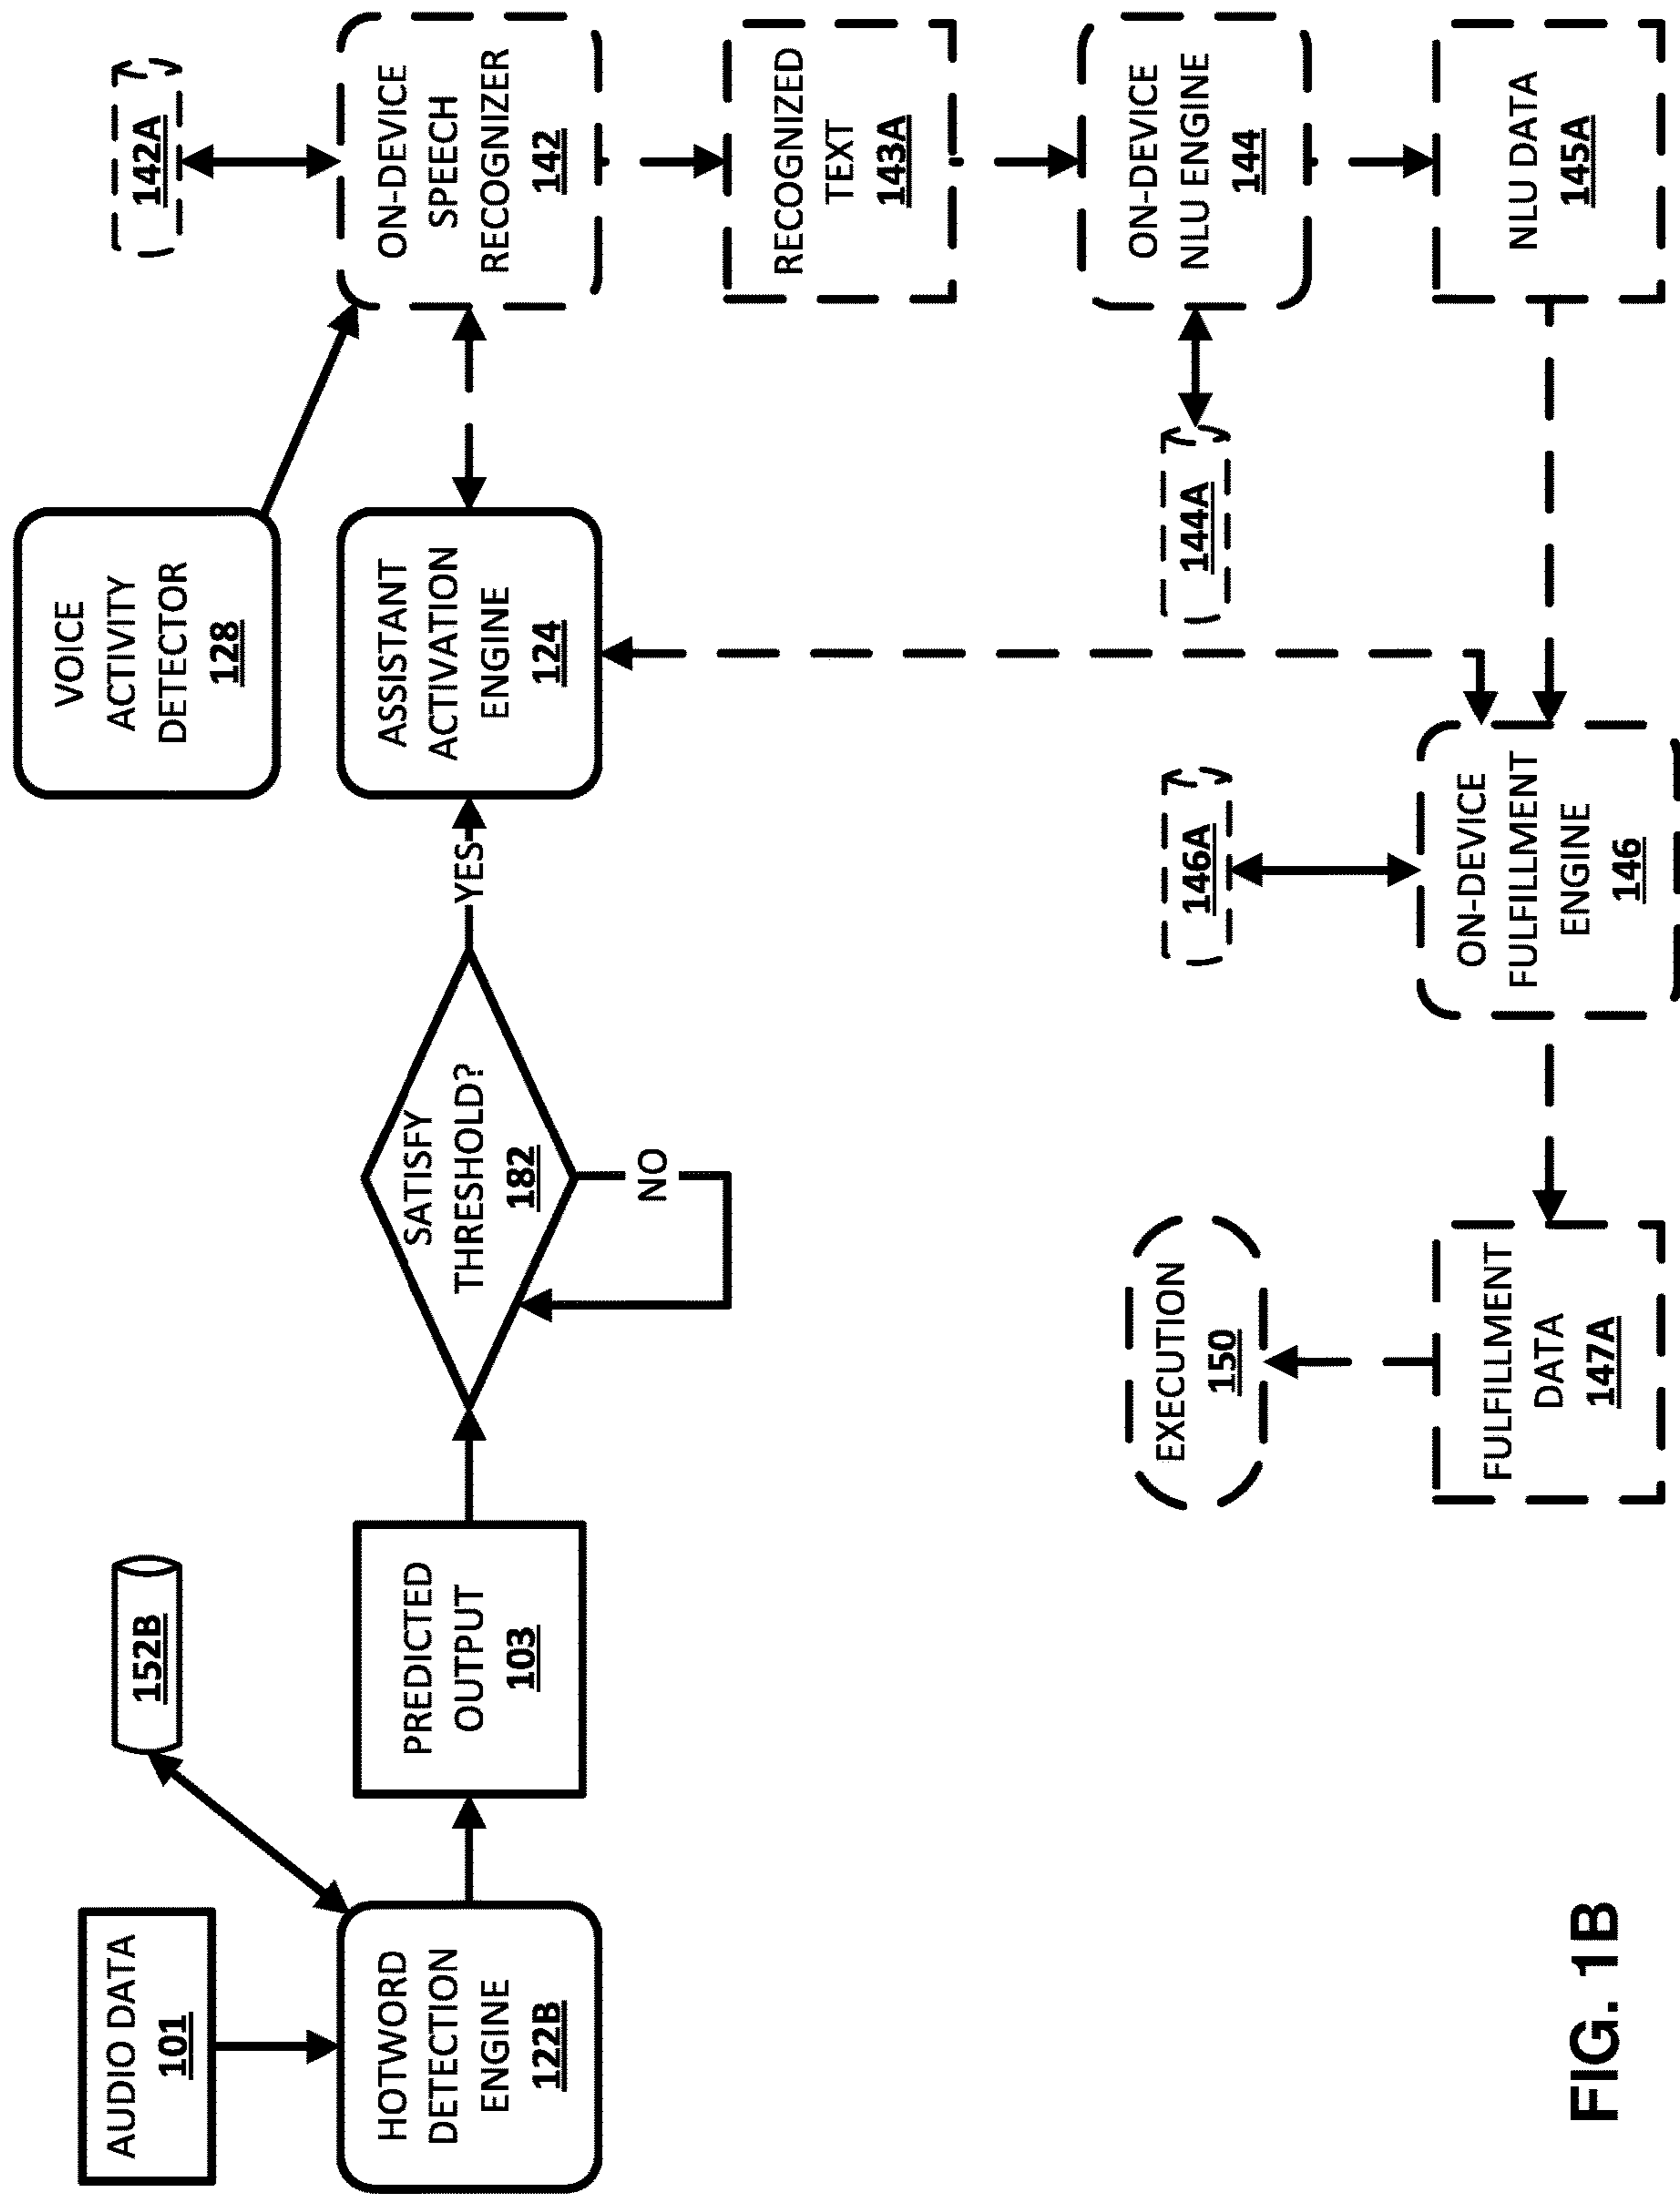 AUDIO DATA
101
152B
HOTWORD
DETECTION
ENGINE
122B
PREDICTED
OUTPUT
103
SATISFY
THRESHOLD?
182
NO
YES
VOICE
ACTIVITY
DETECTOR
128
ASSISTANT
ACTIVATION
ENGINE
124
142A
ON-DEVICE
SPEECH
RECOGNIZER
142
RECOGNIZED
TEXT
143A
ON-DEVICE
NLU ENGINE
144
144A
NLU DATA
145A
146A
ON-DEVICE
FULFILLMENT
ENGINE
146
FULFILLMENT
DATA
147A
EXECUTION
150
FIG. 1B